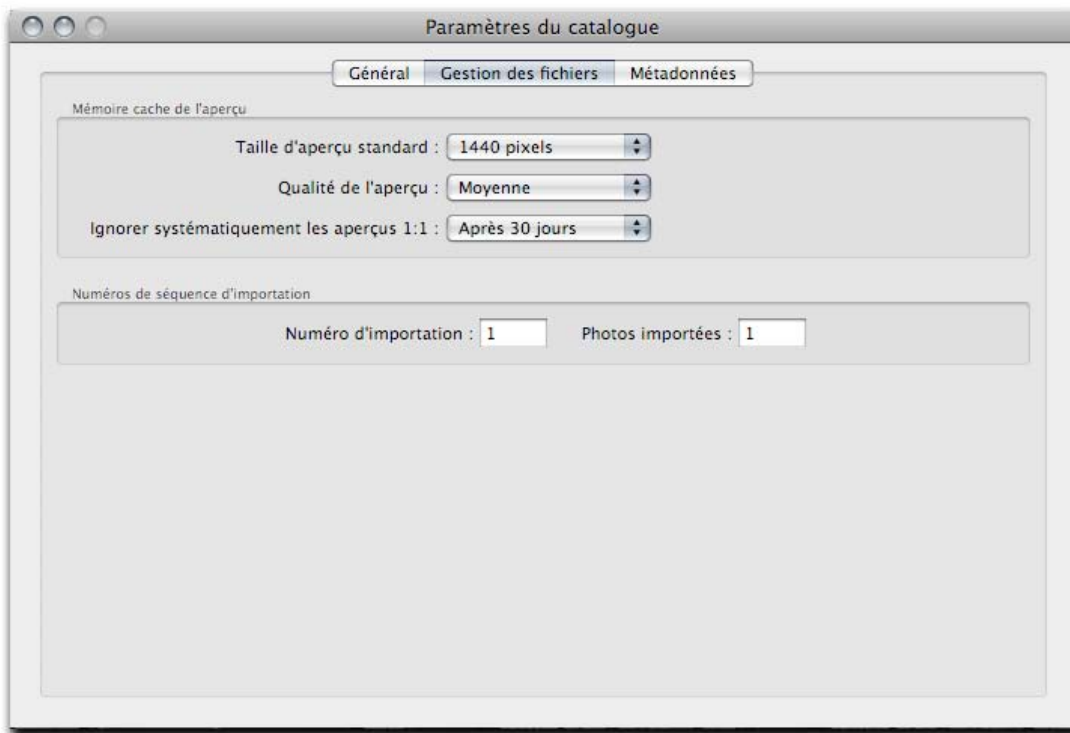 Paramètres du catalogue
Général Gestion des fichiers Métadonnées
Mémoire cache de l'aperçu
Taille d'aperçu standard : 1440 pixels
Qualité de l'aperçu : Moyenne
Ignorer systématiquement les aperçus 1:1 : Après 30 jours
Numéros de séquence d'importation
Numéro d'importation : 1 Photos importées : 1